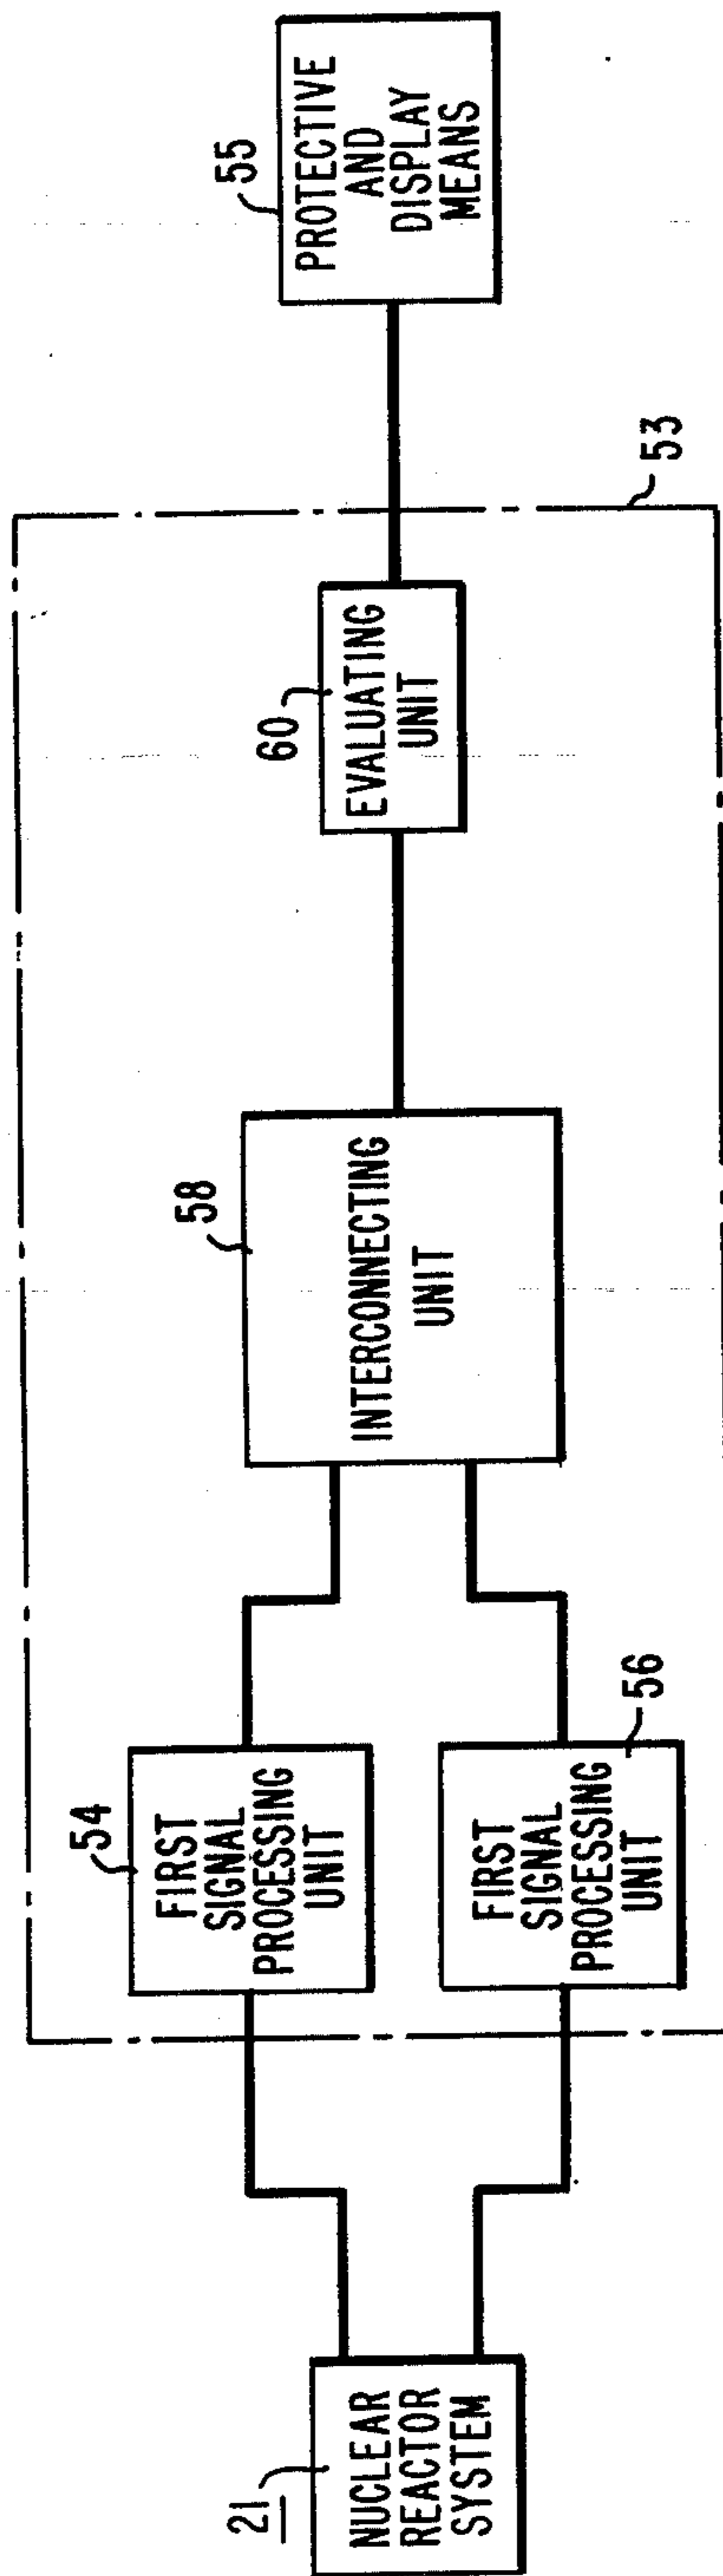 21
NUCLEAR
REACTOR
SYSTEM
54
FIRST
SIGNAL
PROCESSING
UNIT
FIRST
SIGNAL
PROCESSING
UNIT
56
58
INTERCONNECTING
UNIT
60
EVALUATING
UNIT
53
55
PROTECTIVE
AND
DISPLAY
MEANS